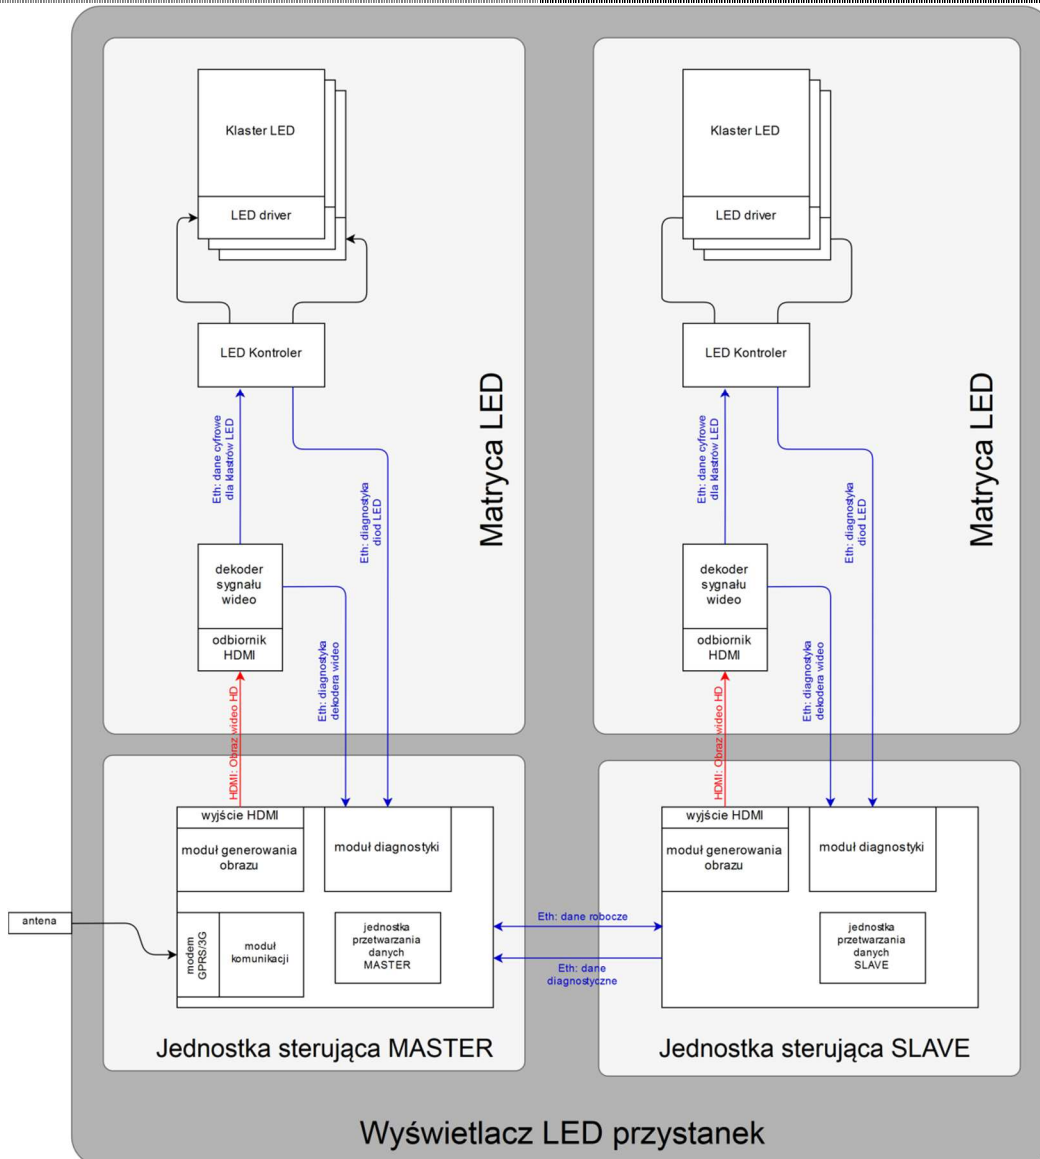 Klaster LED
LED driver
LED Kontroler
Eth: dane cyfrowe
dla klastrów LED
Eth: diagnostyka
diod LED
Matryca LED
dekoder
sygnału
wideo
odbiornik
HDMI
Eth: diagnostyka
dekodera wideo
HDMI: Obraz wideo HD
Klaster LED
LED driver
LED Kontroler
Eth: dane cyfrowe
dla klastrów LED
Eth: diagnostyka
diod LED
Matryca LED
dekoder
sygnału
wideo
odbiornik
HDMI
Eth: diagnostyka
dekodera wideo
HDMI: Obraz wideo HD
wyjście HDMI
moduł generowania
obrazu
moduł diagnostyki
antena
modem
GPRS/3G
moduł
komunikacji
jednostka
przetwarzania
danych
MASTER
Jednostka sterująca MASTER
Eth: dane robocze
Eth: dane
diagnostyczne
wyjście HDMI
moduł generowania
obrazu
moduł diagnostyki
jednostka
przetwarzania
danych
SLAVE
Jednostka sterująca SLAVE
Wyświetlacz LED przystanek